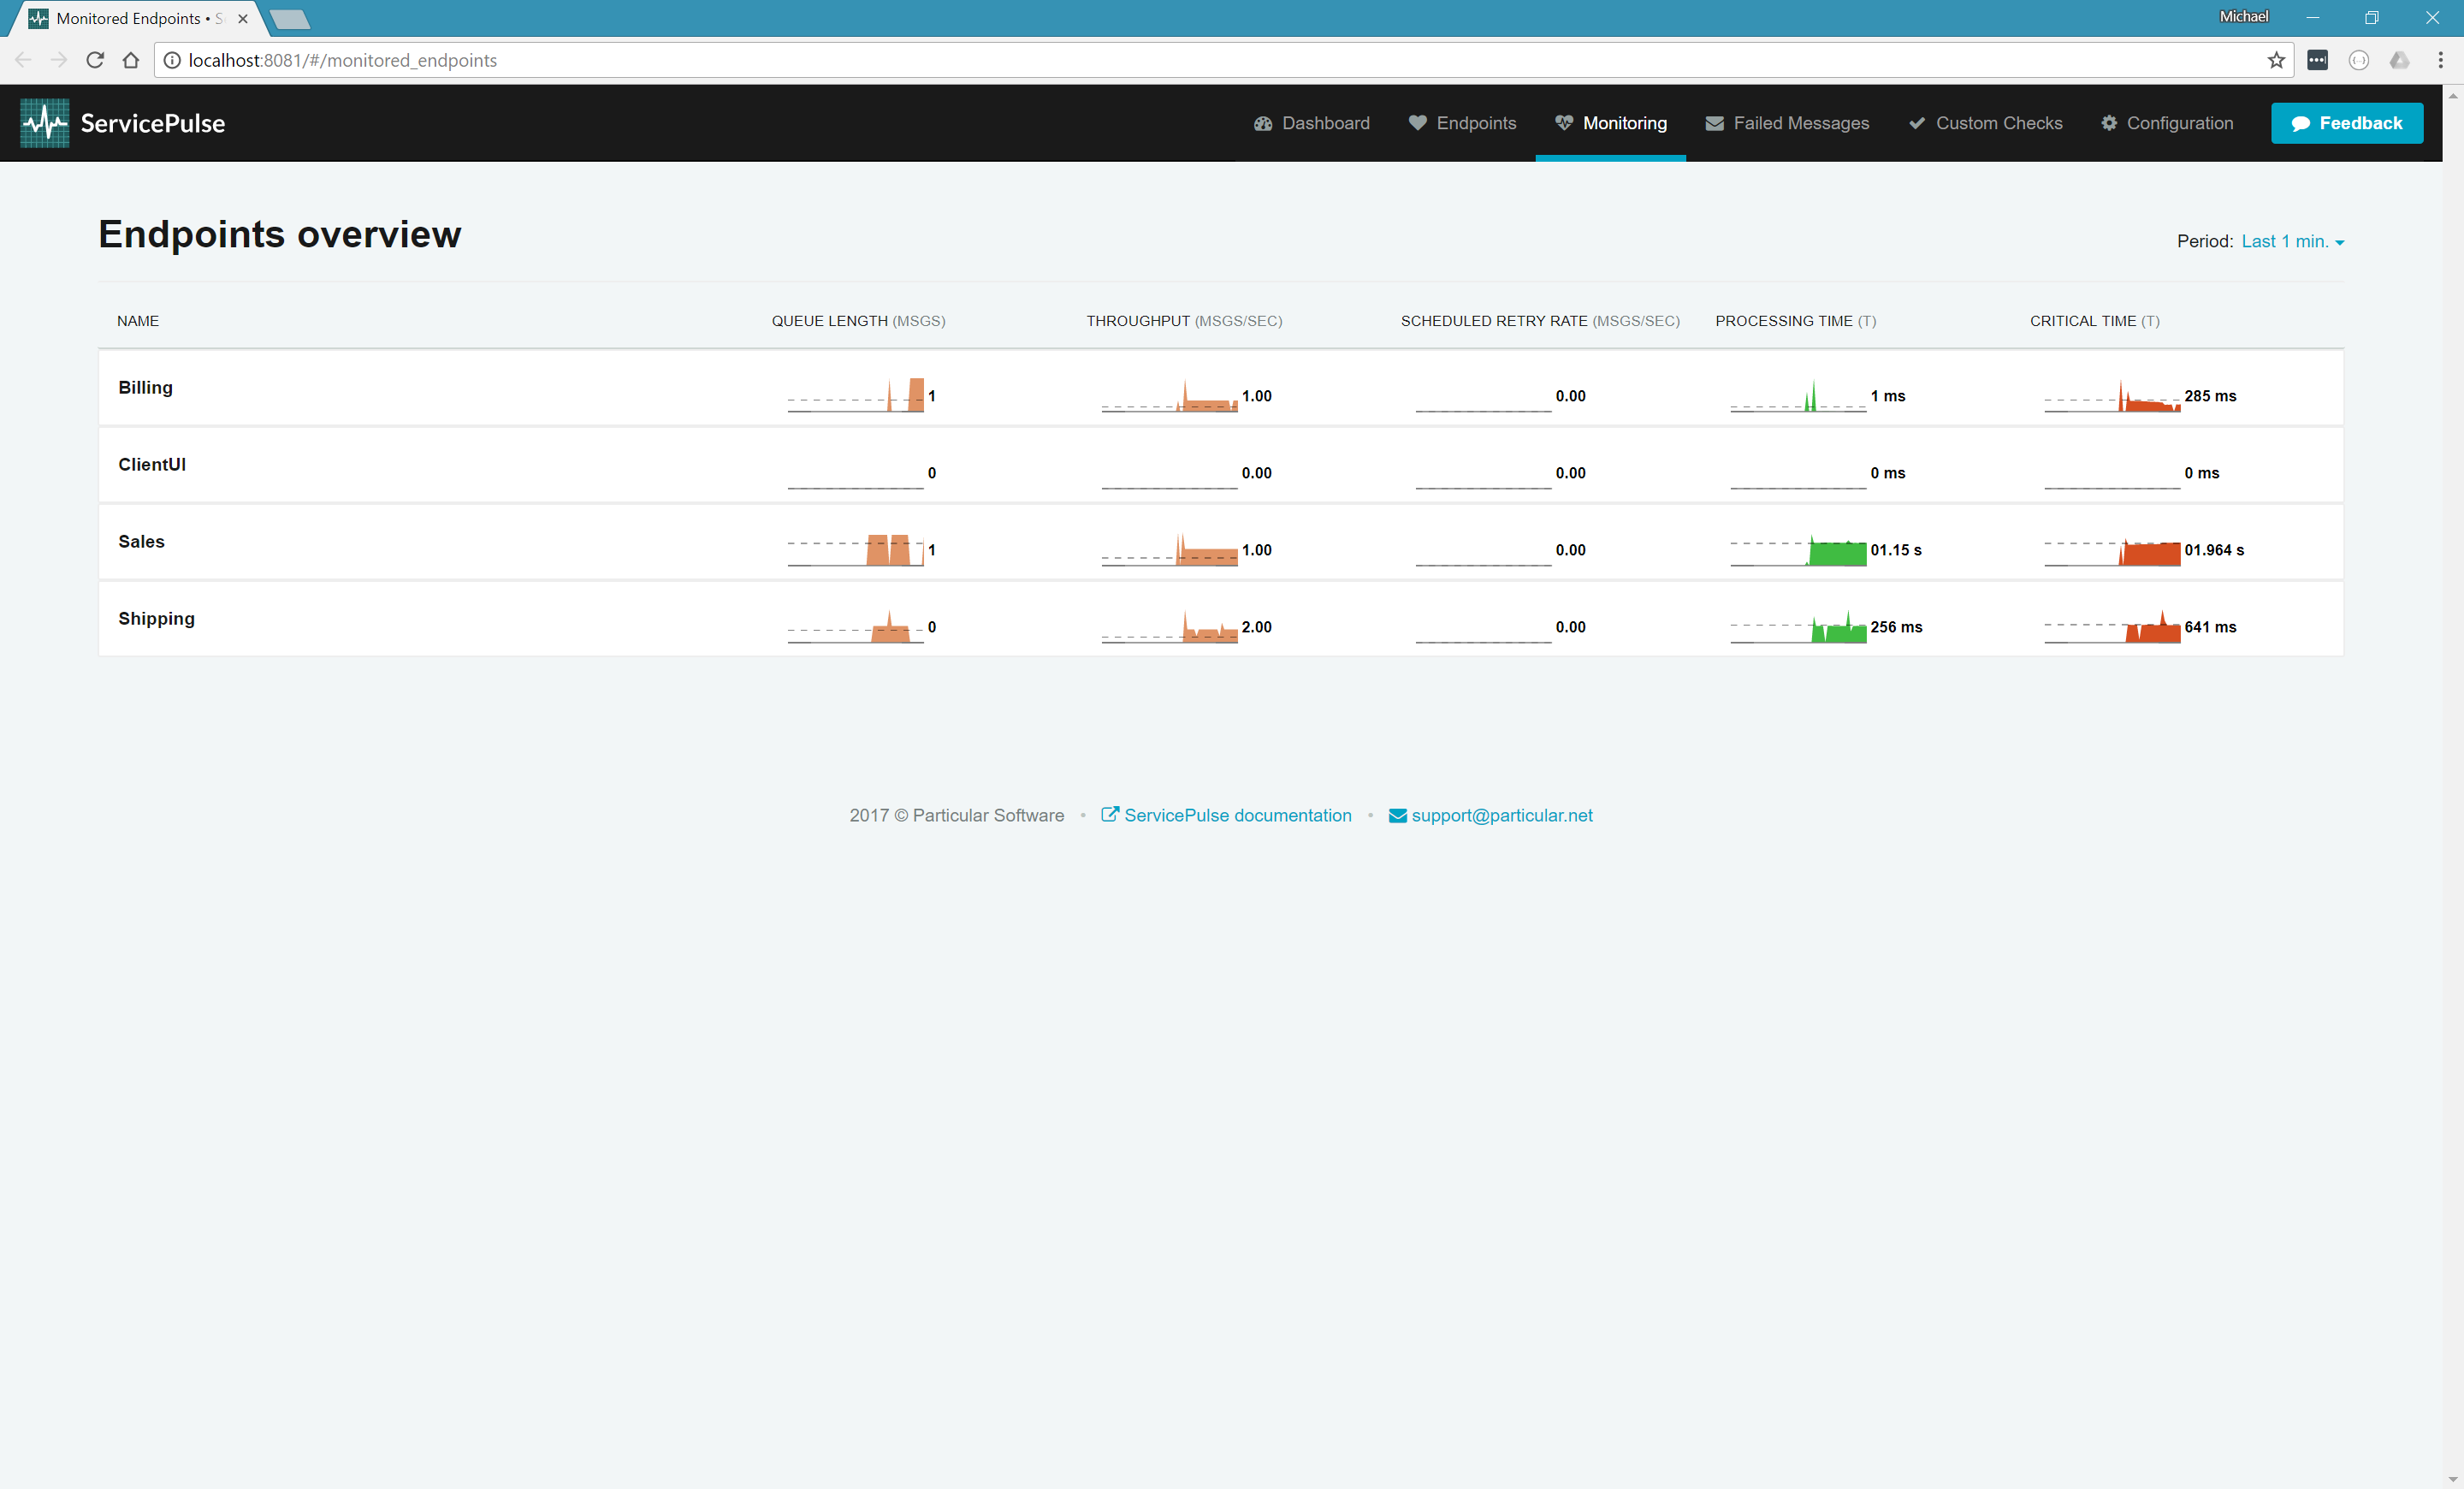 Monitored Endpoints • S
Michael
localhost:8081/#/monitored_endpoints
ServicePulse
Dashboard
Endpoints
Monitoring
Failed Messages
Custom Checks
Configuration
Feedback
Endpoints overview
Period: Last 1 min.
NAME QUEUE LENGTH (MSGS) THROUGHPUT (MSGS/SEC) SCHEDULED RETRY RATE (MSGS/SEC) PROCESSING TIME (T) CRITICAL TIME (T)
Billing 1 1.00 0.00 1 ms 285 ms
ClientUI 0 0.00 0.00 0 ms 0 ms
Sales 1 1.00 0.00 01.15 s 01.964 s
Shipping 0 2.00 0.00 256 ms 641 ms
2017 © Particular Software • ServicePulse documentation • support@particular.net